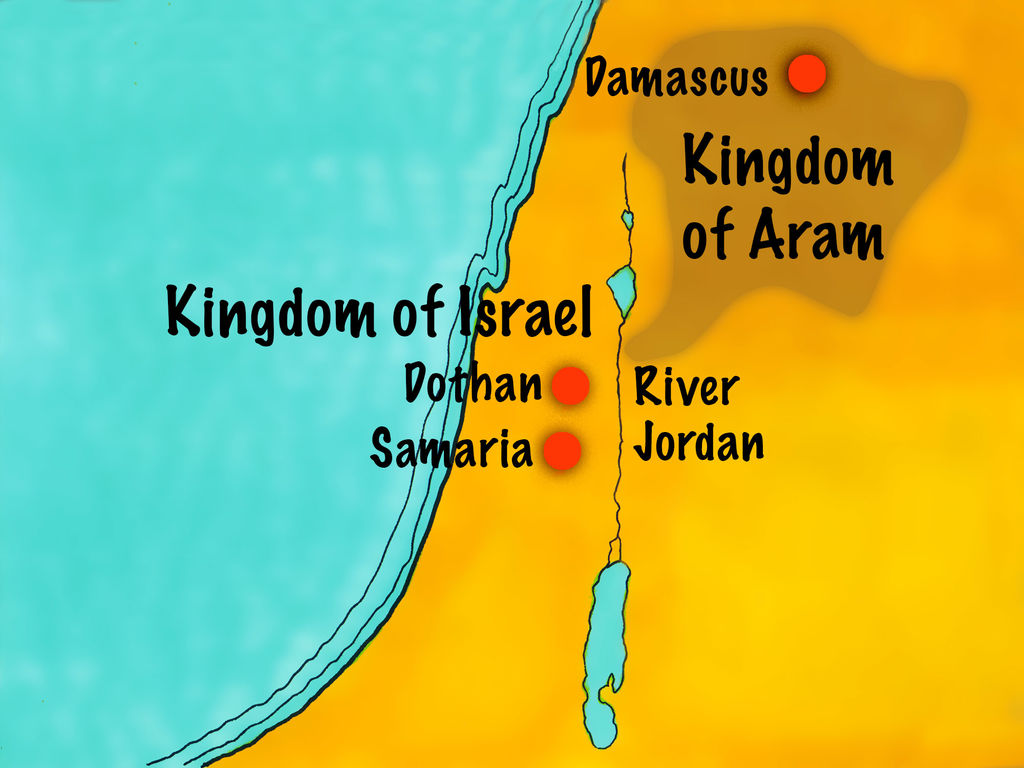 Damascus
Kingdom
of Aram
Kingdom of Israel
Dothan
River
Samaria
Jordan